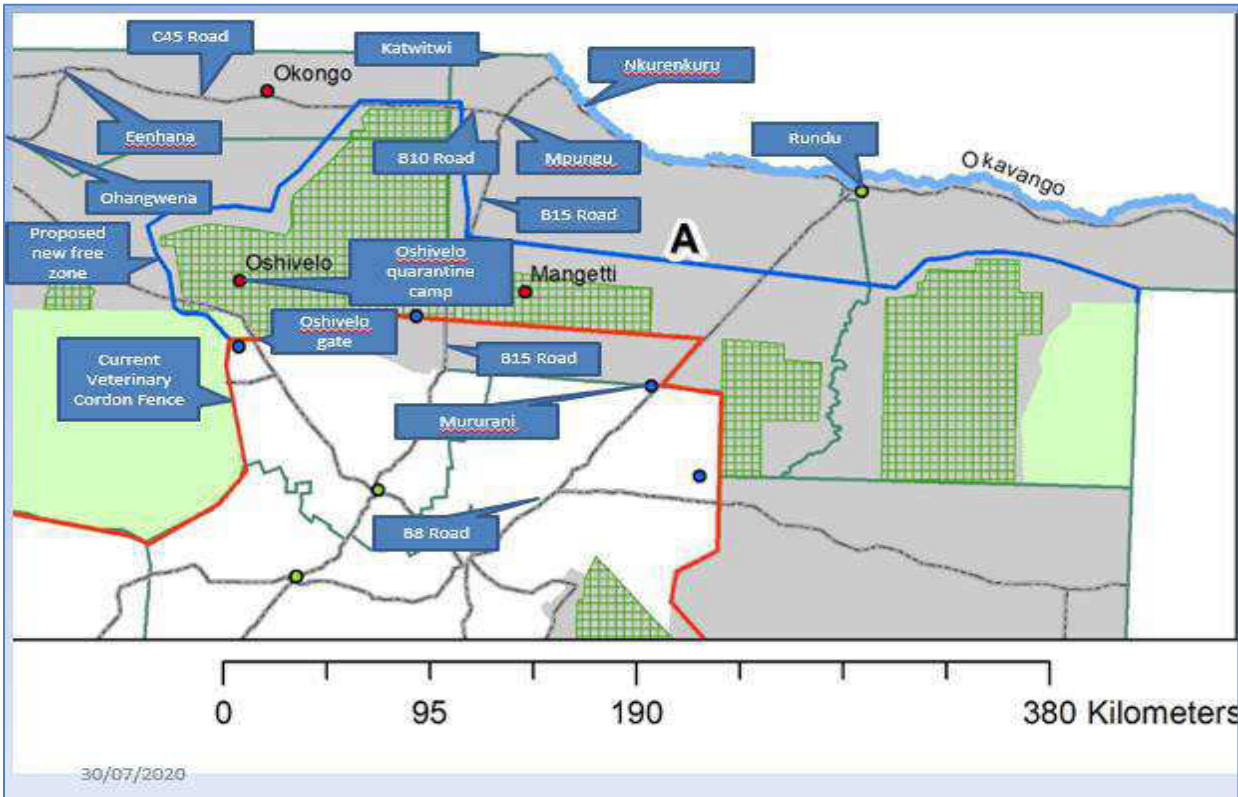 C45 Road
Katwitwi
Okongo
Nkurenkuru
Eenhana
B10 Road
Mpungu
Rundu
Okavango
Ohangwena
B15 Road
Proposed
new free
zone
Oshivelo
Oshivelo
quarantine
camp
Mangetti
A
Oshivelo
gate
Current
Veterinary
Cordon Fence
B15 Road
Mururani
B8 Road
0
95
190
380 Kilometers
30/07/2020